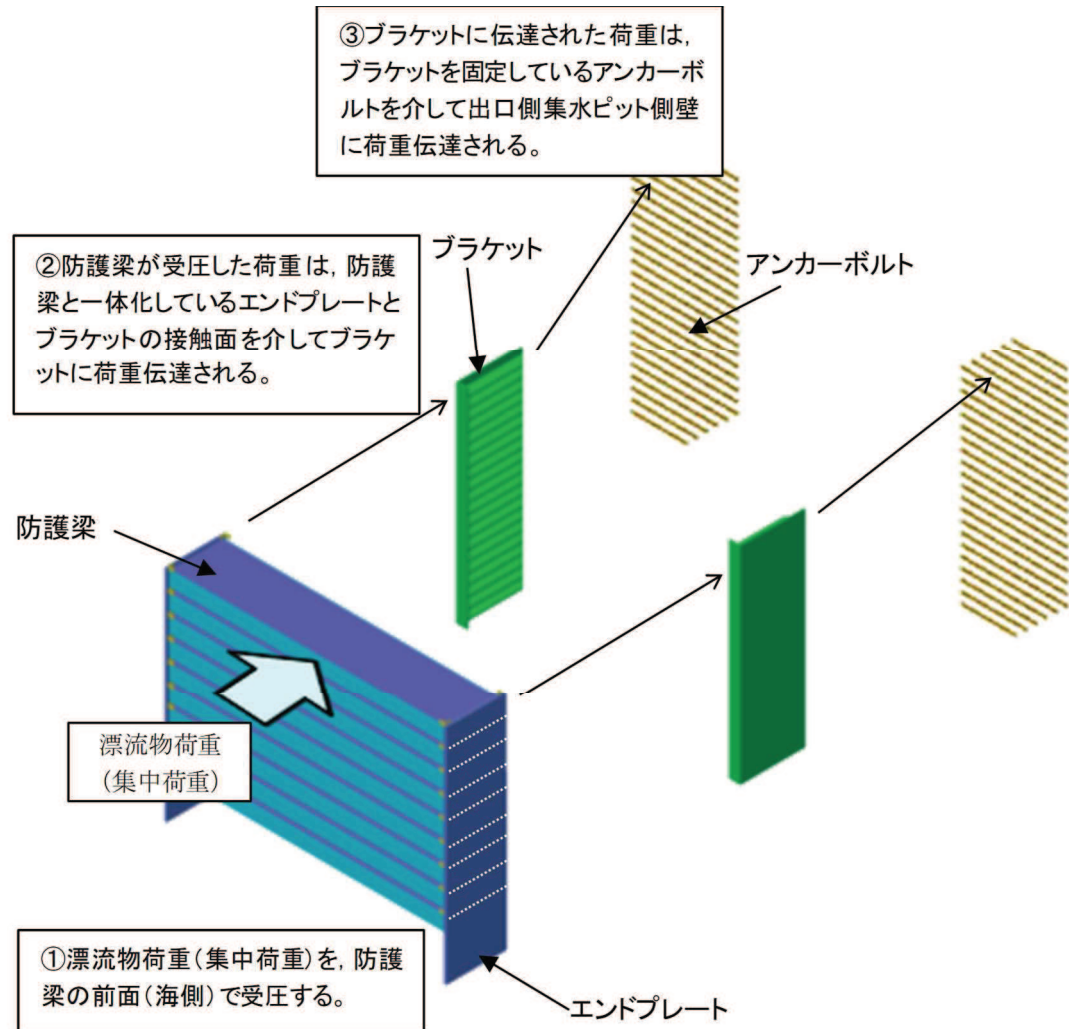 ③ブラケットに伝達された荷重は,
ブラケットを固定しているアンカーボ
ルトを介して出口側集水ピット側壁
に荷重伝達される。
ブラケット
アンカーボルト
②防護梁が受圧した荷重は, 防護
梁と一体化しているエンドプレートと
ブラケットの接触面を介してブラケ
ットに荷重伝達される。
防護梁
漂流物荷重
(集中荷重)
①漂流物荷重(集中荷重)を, 防護
梁の前面(海側)で受圧する。
エンドプレート